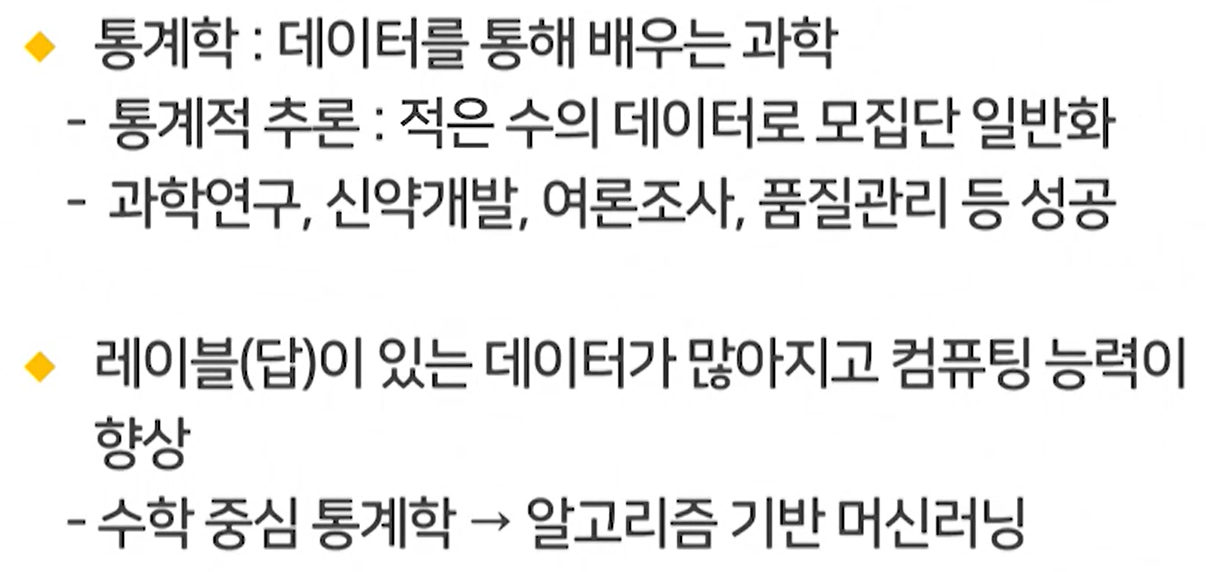 ◆ 통계학 : 데이터를 통해 배우는 과학
- 통계적 추론 : 적은 수의 데이터로 모집단 일반화
- 과학연구, 신약개발, 여론조사, 품질관리 등 성공
◆ 레이블(답)이 있는 데이터가 많아지고 컴퓨팅 능력이
향상
- 수학 중심 통계학 → 알고리즘 기반 머신러닝